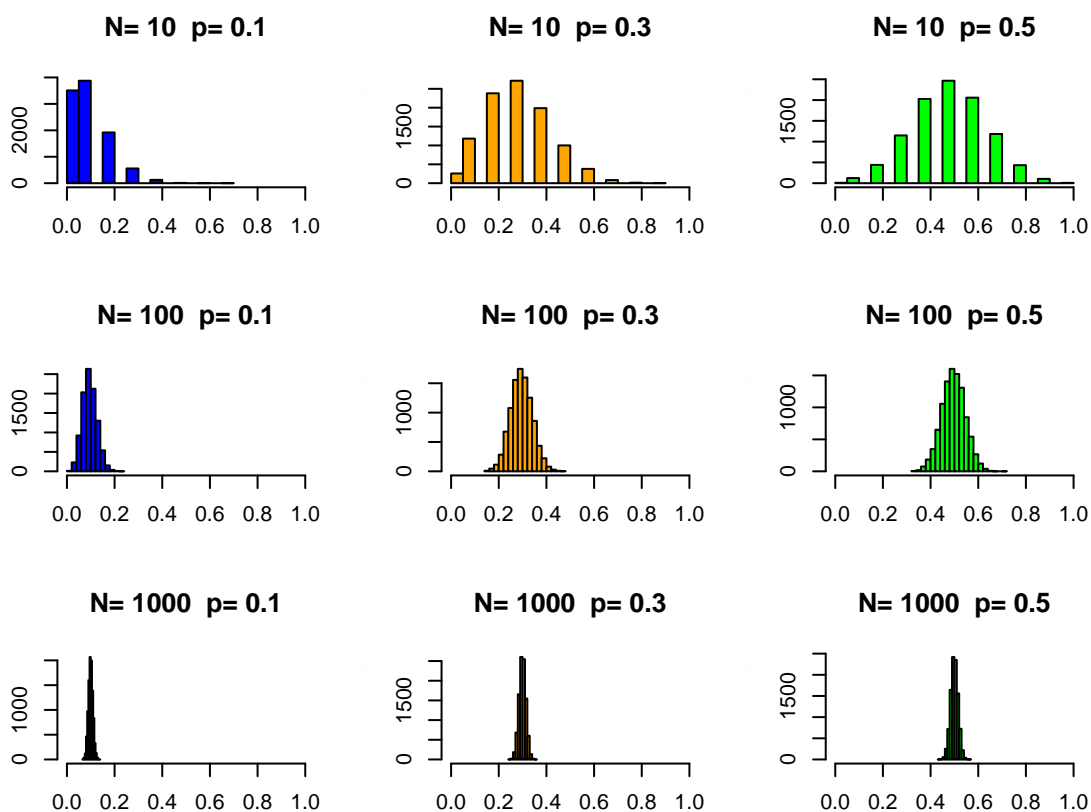 N= 10 p= 0.1
0 2000
0.0 0.2 0.4 0.6 0.8 1.0
N= 10 p= 0.3
0 1500
0.0 0.2 0.4 0.6 0.8 1.0
N= 10 p= 0.5
0 1500
0.0 0.2 0.4 0.6 0.8 1.0
N= 100 p= 0.1
0 1500
0.0 0.2 0.4 0.6 0.8 1.0
N= 100 p= 0.3
0 1000
0.0 0.2 0.4 0.6 0.8 1.0
N= 100 p= 0.5
0 1000
0.0 0.2 0.4 0.6 0.8 1.0
N= 1000 p= 0.1
0 1000
0.0 0.2 0.4 0.6 0.8 1.0
N= 1000 p= 0.3
0 1500
0.0 0.2 0.4 0.6 0.8 1.0
N= 1000 p= 0.5
0 1500
0.0 0.2 0.4 0.6 0.8 1.0